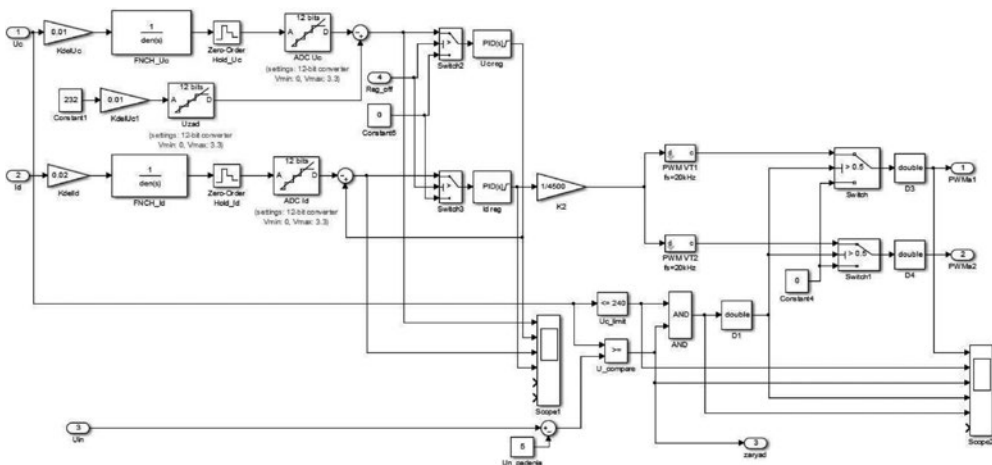 1
Uc
0.01
KdelUc
1
den(s)
FNCH_Uc
Zero-Order
Hold_Uc
12 bits
A D
ADC Uc
(settings: 12-bit converter
Vmin: 0, Vmax: 3.3)
232
Constant1
0.01
KdelUc1
12 bits
A D
Uzad
(settings: 12-bit converter
Vmin: 0, Vmax: 3.3)
4
Reg_off
0
Constant5
>
Switch2
PID(s)
Uc reg
2
Id
0.02
KdelId
1
den(s)
FNCH_Id
Zero-Order
Hold_Id
12 bits
A D
ADC Id
(settings: 12-bit converter
Vmin: 0, Vmax: 3.3)
>
Switch3
PID(s)
Id reg
1/4500
K2
PWM VT1
fs=20kHz
PWM VT2
fs=20kHz
> 0.5
Switch
double
D3
1
PWMa1
> 0.5
Switch1
double
D4
2
PWMa2
0
Constant4
<= 240
Uc_limit
>=
U_compare
AND
AND
double
D1
Scope1
Scope2
3
Uin
5
Un_padenie
3
zaryad